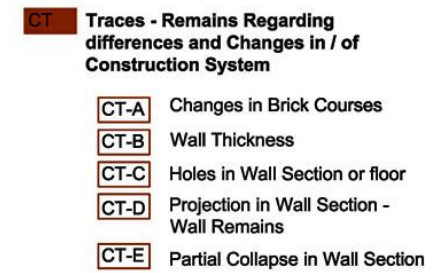 CT Traces - Remains Regarding
differences and Changes in / of
Construction System
CT-A Changes in Brick Courses
CT-B Wall Thickness
CT-C Holes in Wall Section or floor
CT-D Projection in Wall Section -
Wall Remains
CT-E Partial Collapse in Wall Section